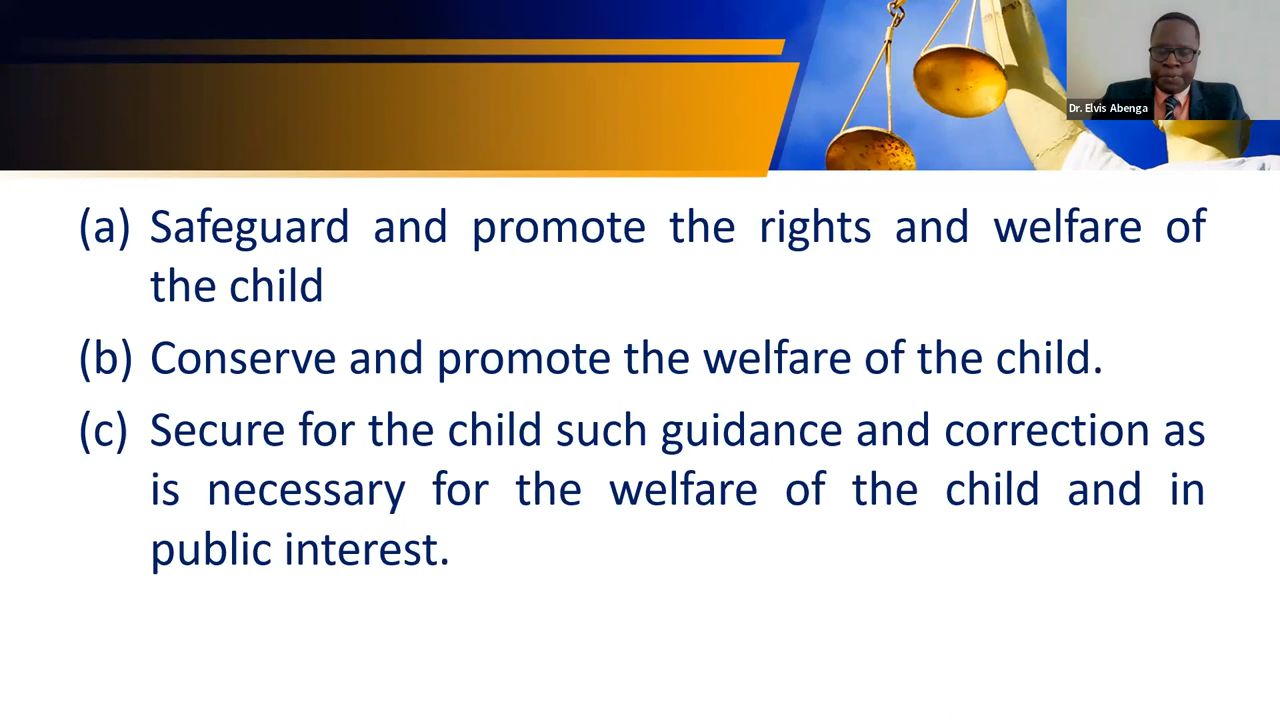 Dr. Elvis Abenga
(a) Safeguard and promote the rights and welfare of
the child
(b) Conserve and promote the welfare of the child.
(c) Secure for the child such guidance and correction as
is necessary for the welfare of the child and in
public interest.